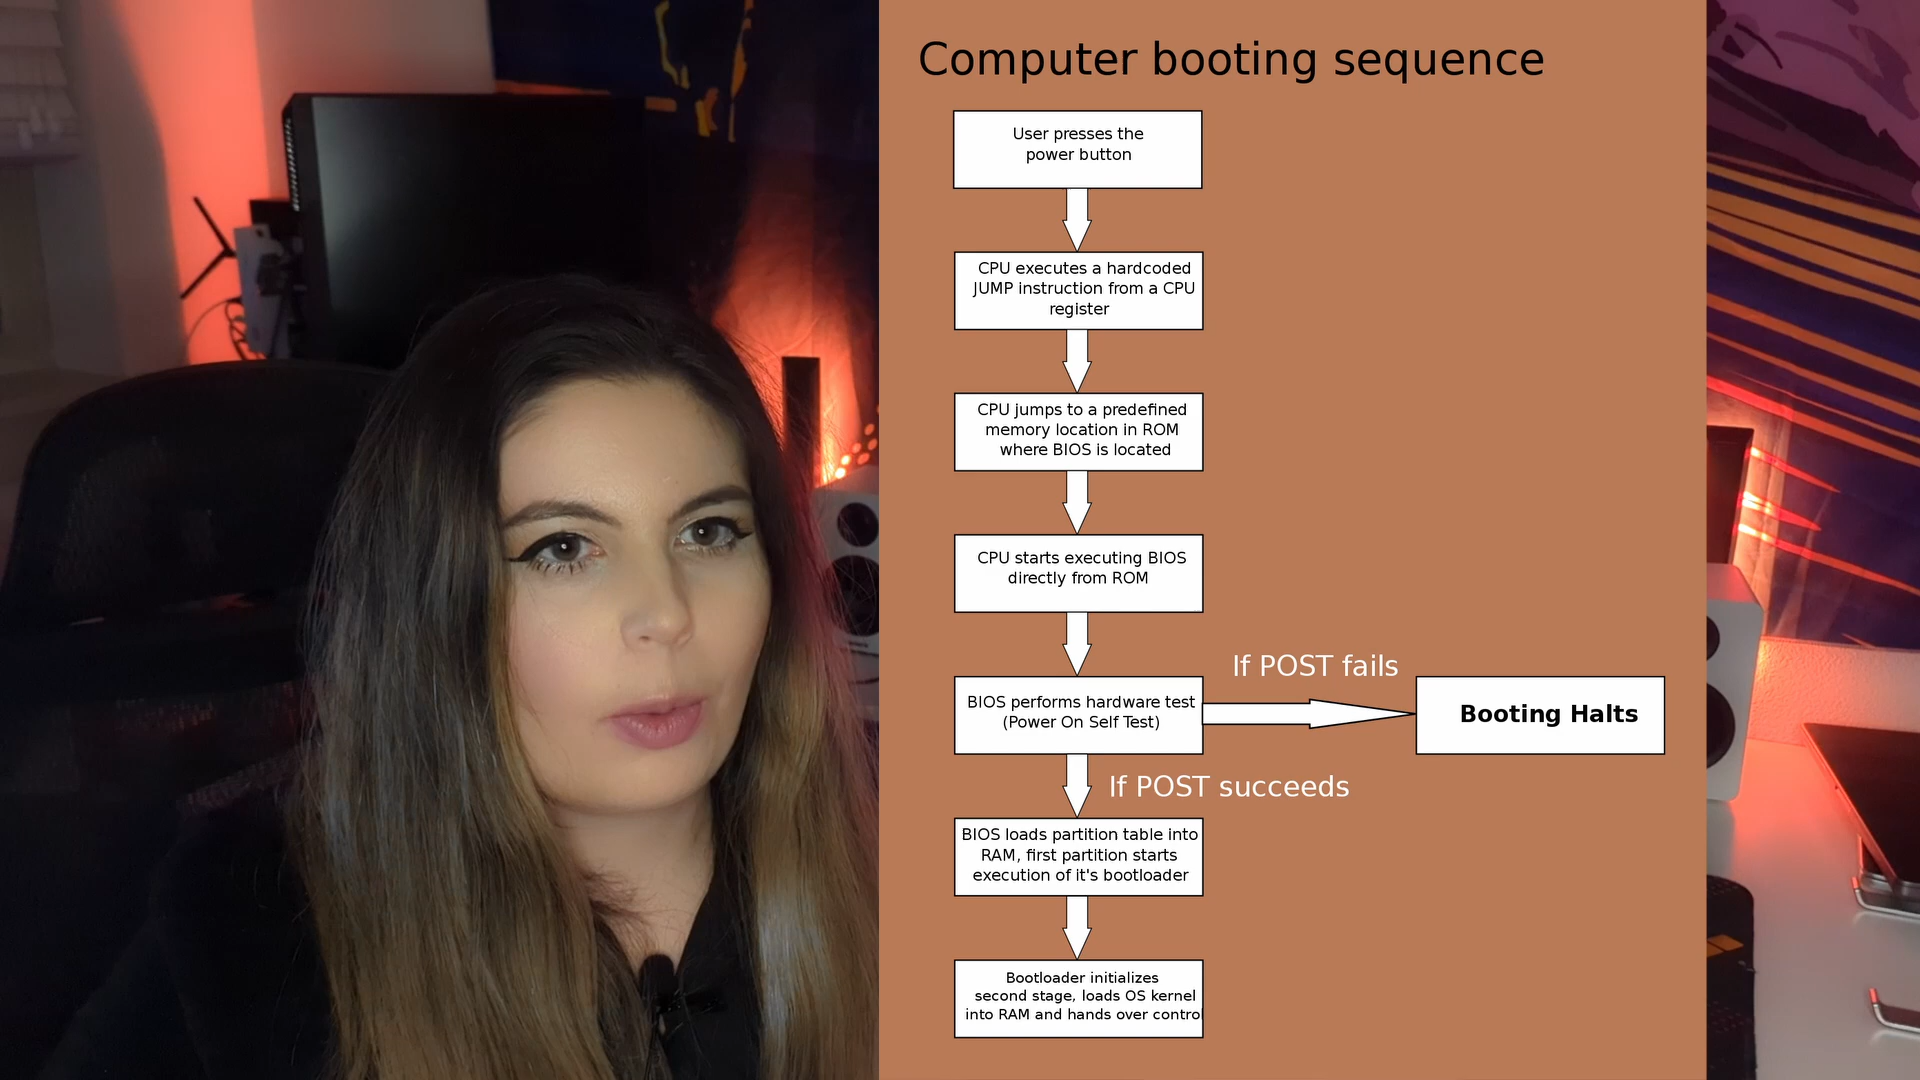 Computer booting sequence
User presses the
power button
CPU executes a hardcoded
JUMP instruction from a CPU
register
CPU jumps to a predefined
memory location in ROM
where BIOS is located
CPU starts executing BIOS
directly from ROM
If POST fails
BIOS performs hardware test
(Power On Self Test)
Booting Halts
If POST succeeds
BIOS loads partition table into
RAM, first partition starts
execution of it's bootloader
Bootloader initializes
second stage, loads OS kernel
into RAM and hands over control